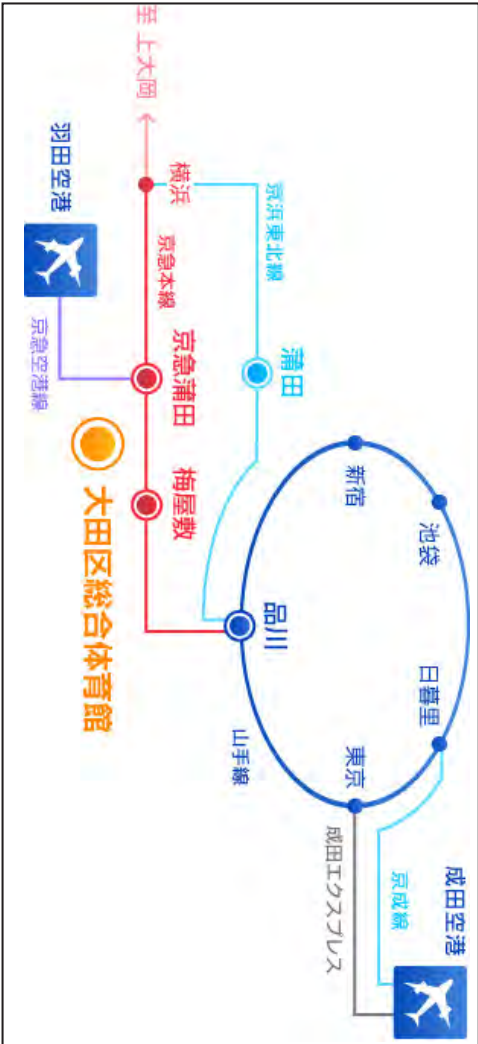 成田空港
京成線
成田エクスプレス
池袋
日暮里
新宿
東京
山手線
品川
京浜東北線
蒲田
横浜
至 上大岡
京急本線
京急蒲田
梅屋敷
羽田空港
京急空港線
大田区総合体育館